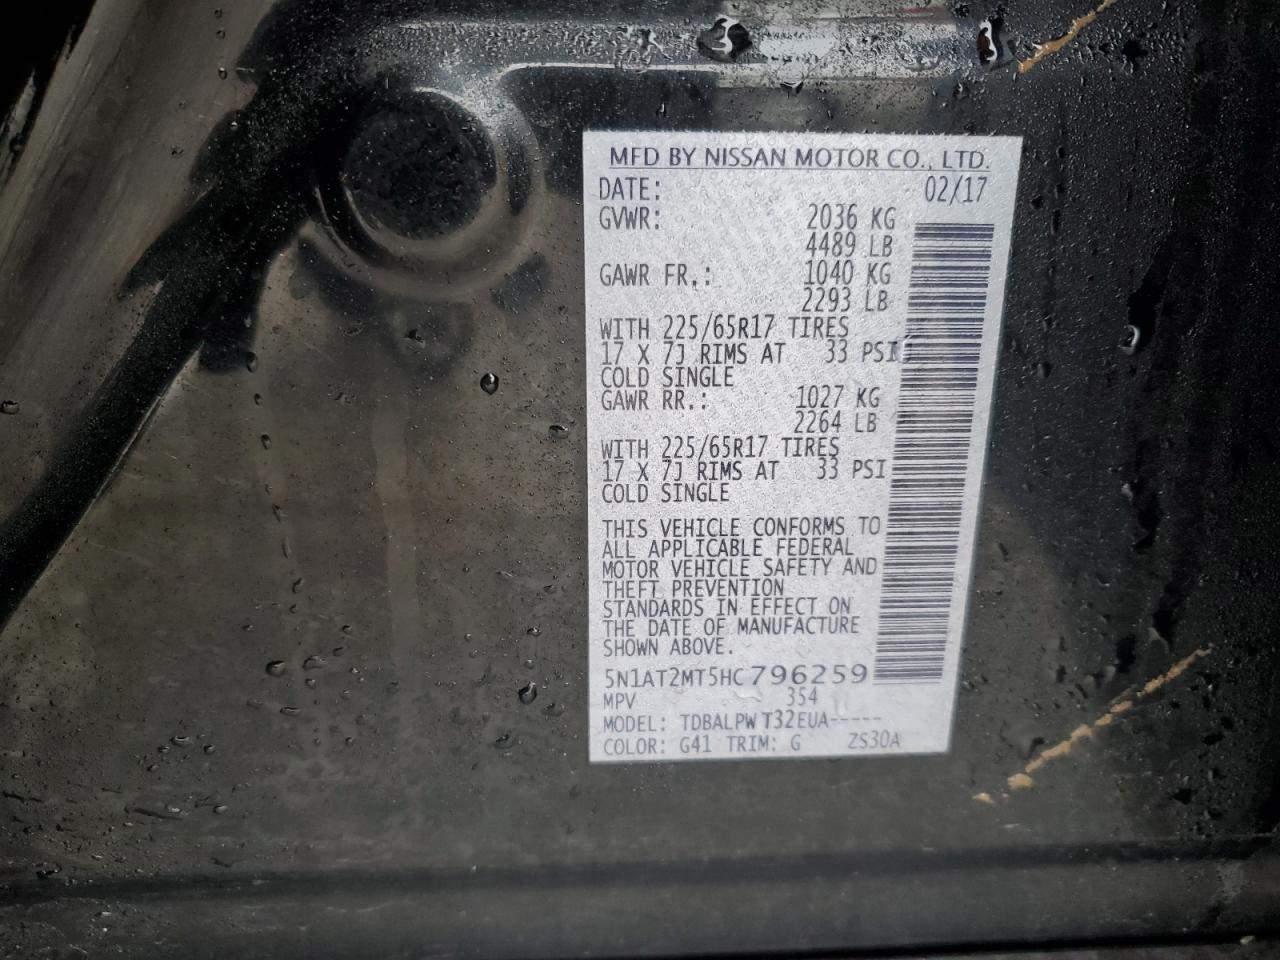 MFD BY NISSAN MOTOR CO., LTD.
DATE: 02/17
GVWR: 2036 KG
4489 LB
GAWR FR.: 1040 KG
2293 LB
WITH 225/65R17 TIRES
17 X 7J RIMS AT 33 PSI
COLD SINGLE
GAWR RR.: 1027 KG
2264 LB
WITH 225/65R17 TIRES
17 X 7J RIMS AT 33 PSI
COLD SINGLE
THIS VEHICLE CONFORMS TO
ALL APPLICABLE FEDERAL
MOTOR VEHICLE SAFETY AND
THEFT PREVENTION
STANDARDS IN EFFECT ON
THE DATE OF MANUFACTURE
SHOWN ABOVE.
5N1AT2MT5HC796259
MPV 354
MODEL: TDBALPWT32EUA-----
COLOR: G41 TRIM: G ZS30A